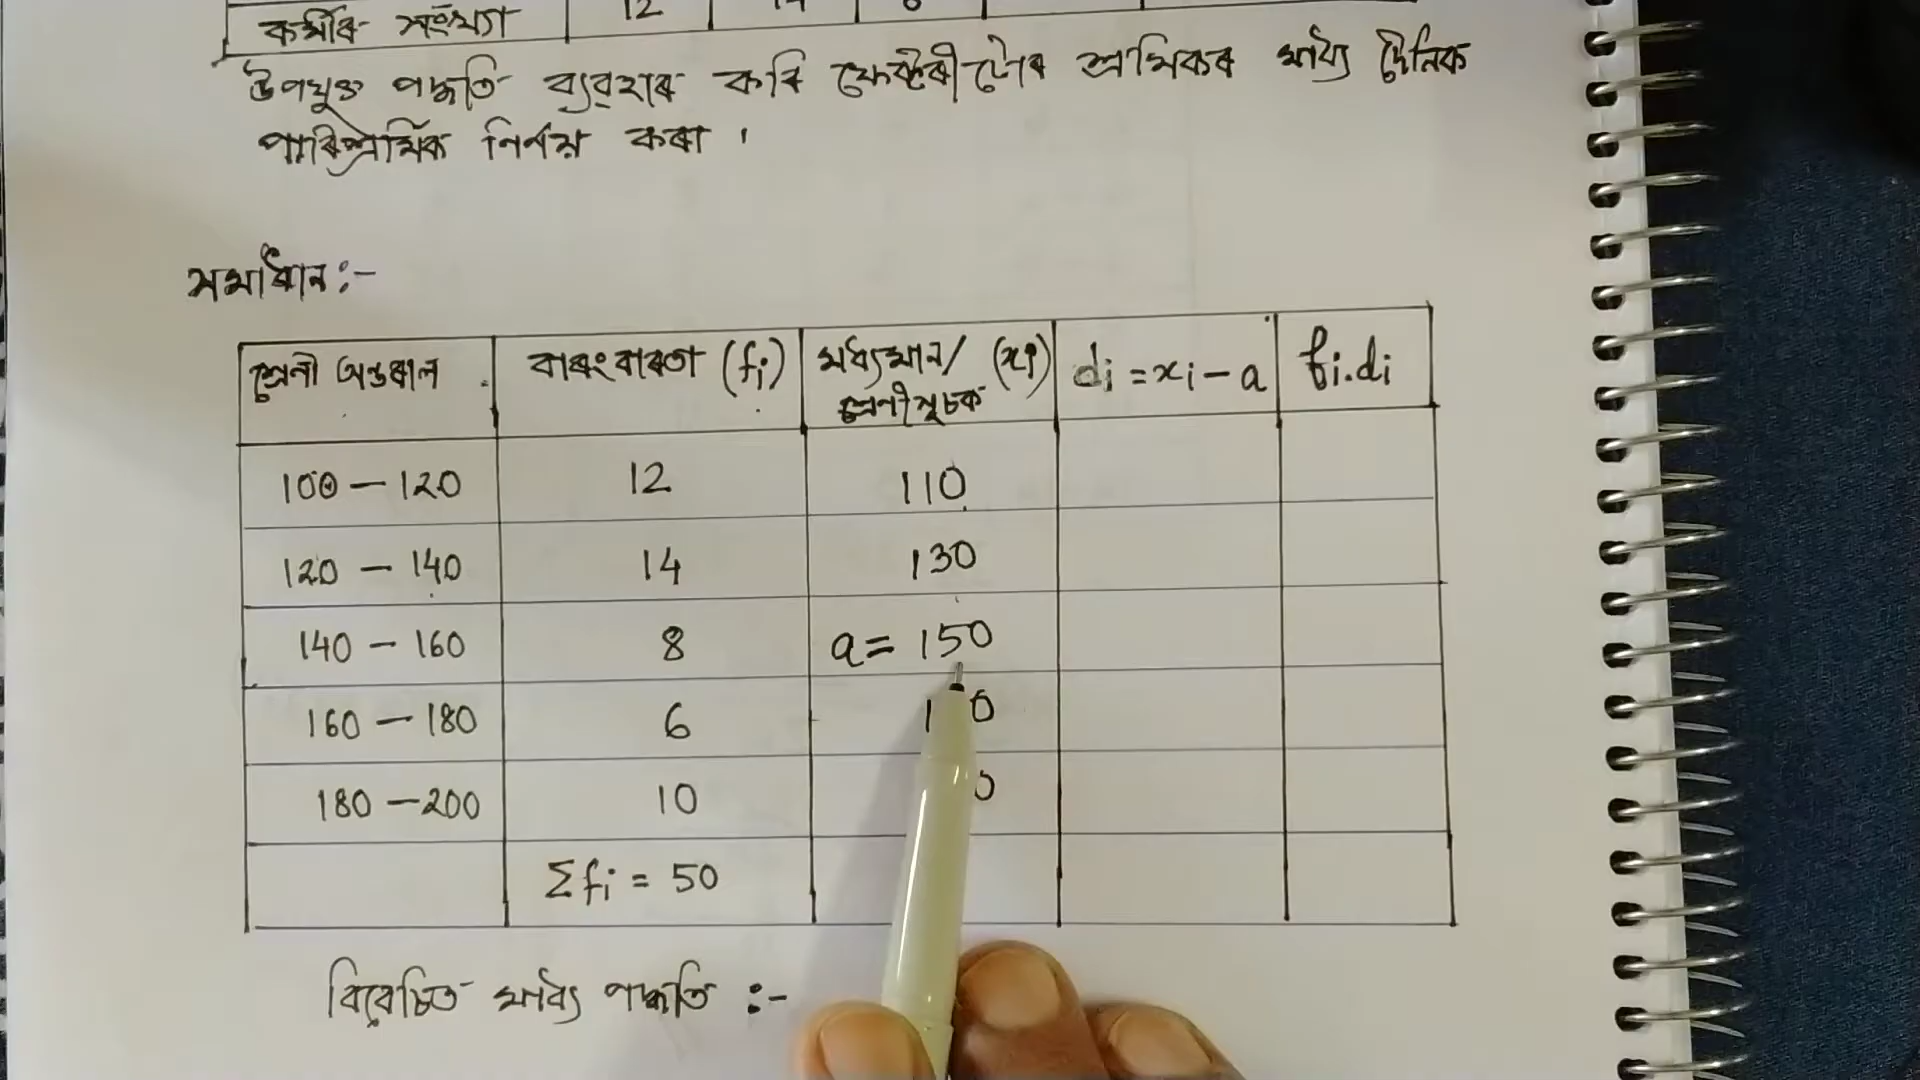 কৰ্মীৰ সংখ্যা 12 14 8
উপযুক্ত পদ্ধতি ব্যৱহাৰ কৰি ফেক্টৰীটোৰ শ্ৰমিকৰ মাধ্য দৈনিক
পাৰিশ্ৰমিক নিৰ্ণয় কৰা ।
সমাধান :-
শ্ৰেণী অন্তৰাল বাৰংবাৰতা (fi) মধ্যমান/ (xi) di = xi - a fi.di
শ্ৰেণীসূচক
100 - 120 12 110
120 - 140 14 130
140 - 160 8 a = 150
160 - 180 6
180 - 200 10
Σfi = 50
বিবেচিত মাধ্য পদ্ধতি :-